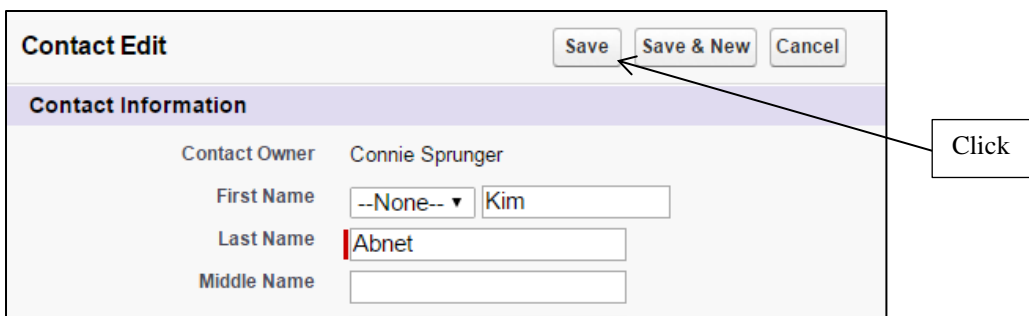 Contact Edit Save Save & New Cancel
Contact Information
Click
Contact Owner Connie Sprunger
First Name --None-- Kim
Last Name Abnet
Middle Name